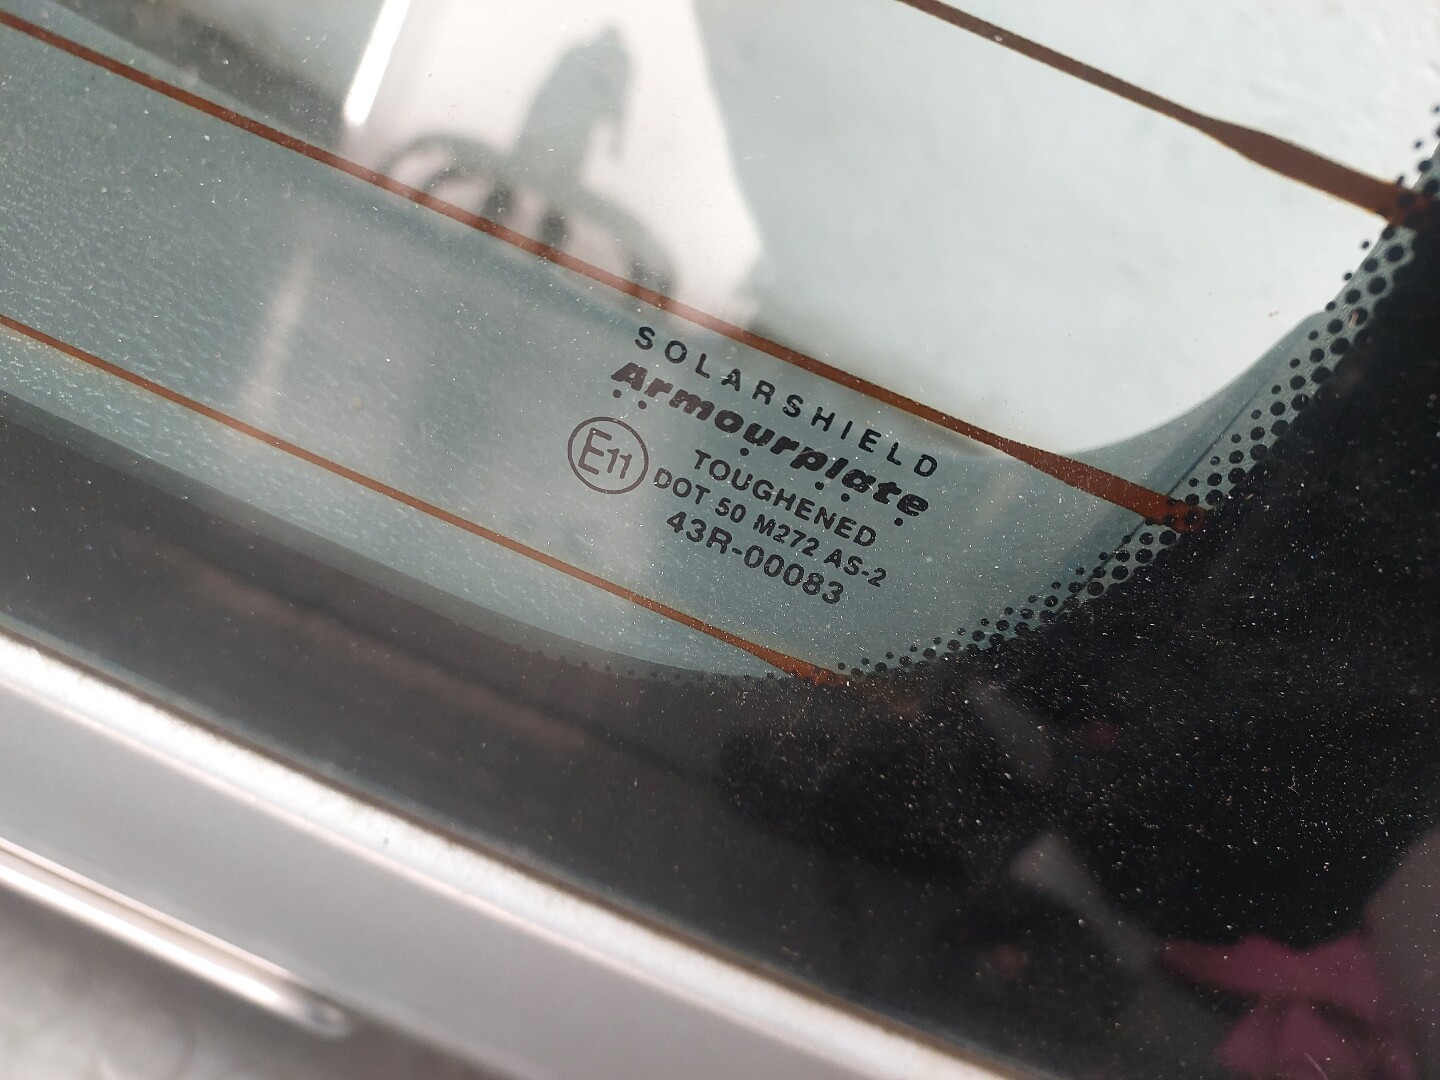 SOLARSHIELD
Armourplate
E11
TOUGHENED
DOT 50 M272 AS-2
43R-00083